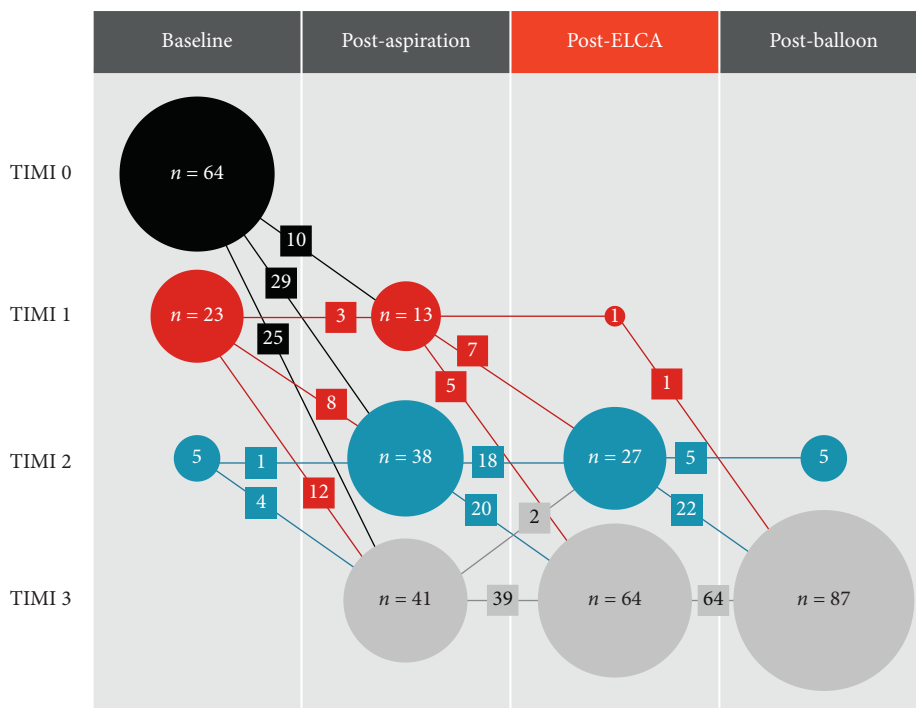 Baseline Post-aspiration Post-ELCA Post-balloon
TIMI 0 n = 64
10
29
TIMI 1 n = 23 3 n = 13 1
25 7
5 1
8
TIMI 2 5 1 n = 38 18 n = 27 5 5
12
4 20 2 22
TIMI 3 n = 41 39 n = 64 64 n = 87